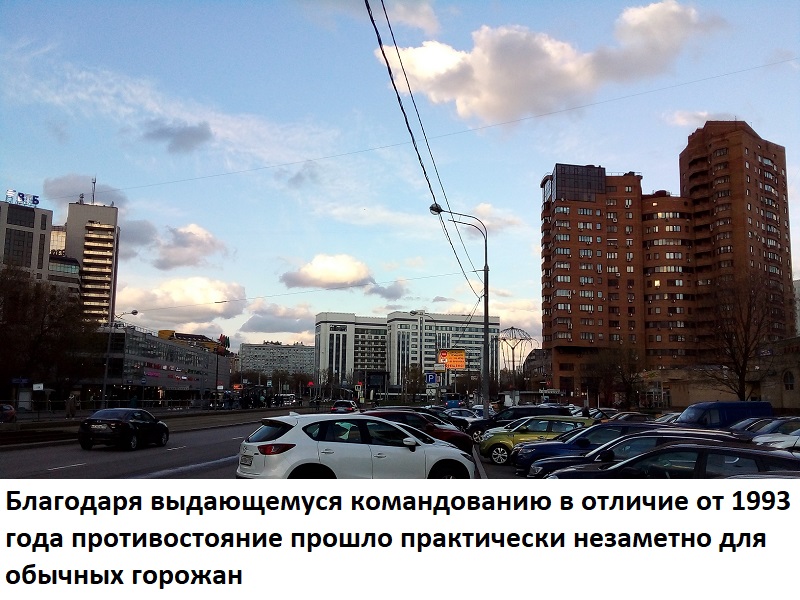 Благодаря выдающемуся командованию в отличие от 1993
года противостояние прошло практически незаметно для
обычных горожан
P